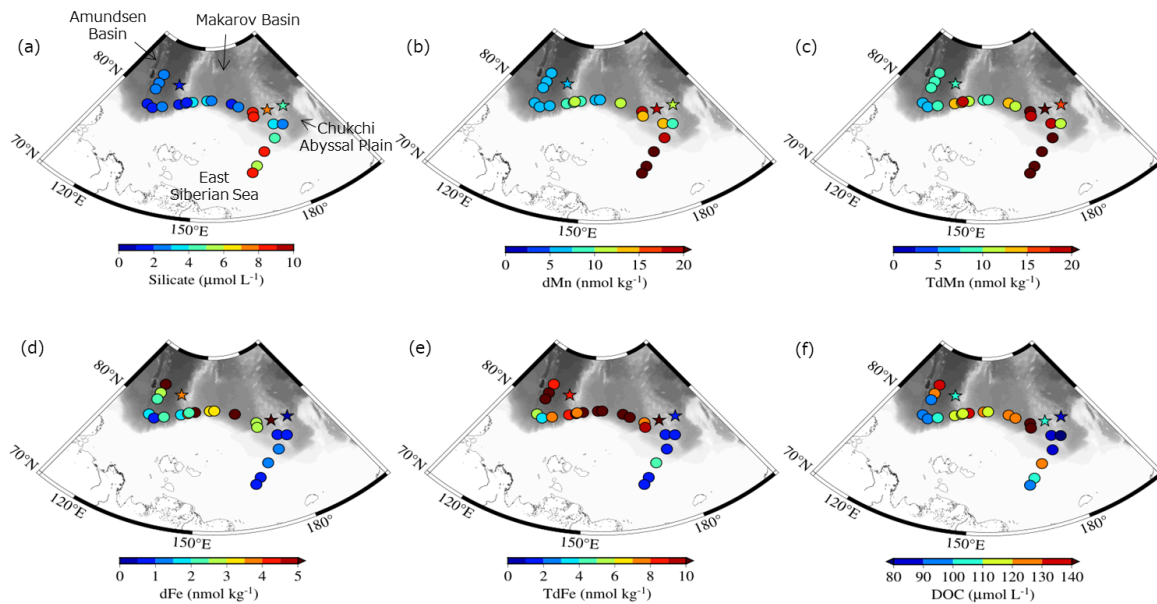 Amundsen
Basin
Makarov Basin
(a)
80°N
70°N
Chukchi
Abyssal Plain
East
Siberian Sea
120°E
150°E
180°
0 2 4 6 8 10
Silicate (μmol L⁻¹)
(b)
80°N
70°N
120°E
150°E
180°
0 5 10 15 20
dMn (nmol kg⁻¹)
(c)
80°N
70°N
120°E
150°E
180°
0 5 10 15 20
TdMn (nmol kg⁻¹)
(d)
80°N
70°N
120°E
150°E
180°
0 1 2 3 4 5
dFe (nmol kg⁻¹)
(e)
80°N
70°N
120°E
150°E
180°
0 2 4 6 8 10
TdFe (nmol kg⁻¹)
(f)
80°N
70°N
120°E
150°E
180°
80 90 100 110 120 130 140
DOC (μmol L⁻¹)